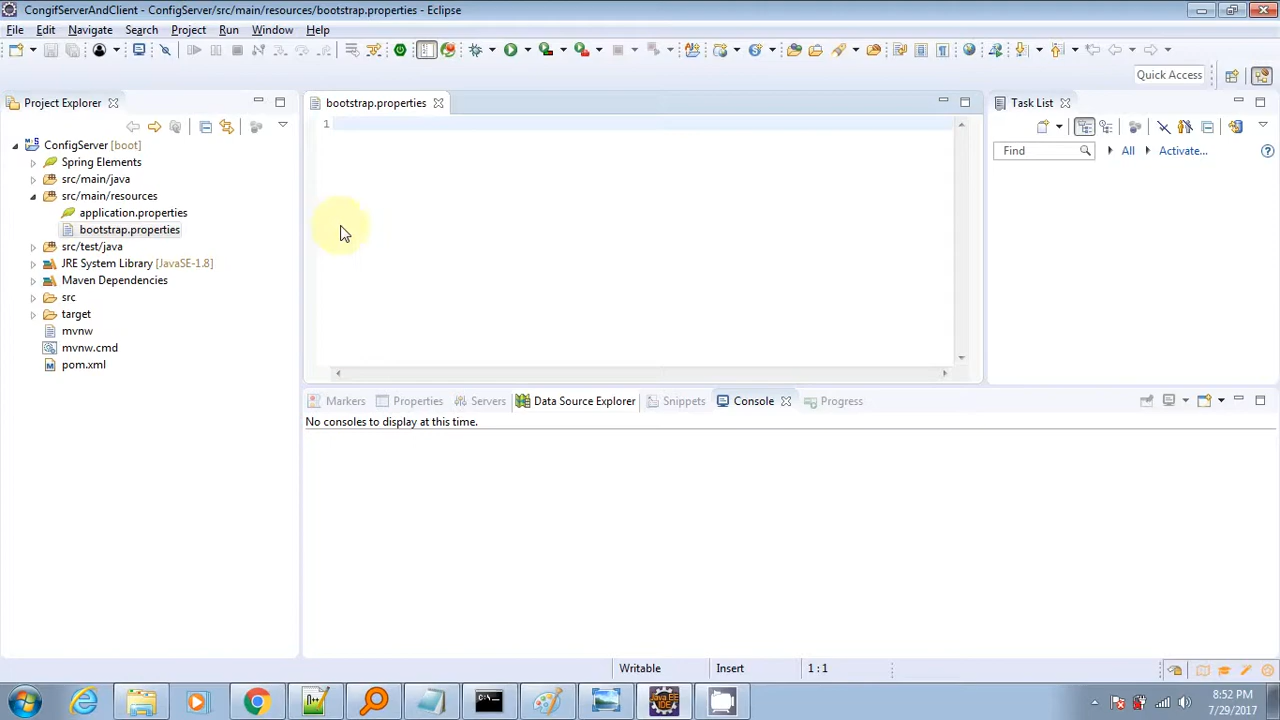 CongifServerAndClient - ConfigServer/src/main/resources/bootstrap.properties - Eclipse
File Edit Navigate Search Project Run Window Help
Quick Access
Project Explorer
bootstrap.properties
Task List
1
ConfigServer [boot]
Find
All
Activate...
Spring Elements
src/main/java
src/main/resources
application.properties
bootstrap.properties
src/test/java
JRE System Library [JavaSE-1.8]
Maven Dependencies
src
target
mvnw
mvnw.cmd
pom.xml
Markers Properties Servers Data Source Explorer Snippets Console Progress
No consoles to display at this time.
Writable Insert 1 : 1
Java EE
IDE
8:52 PM
7/29/2017